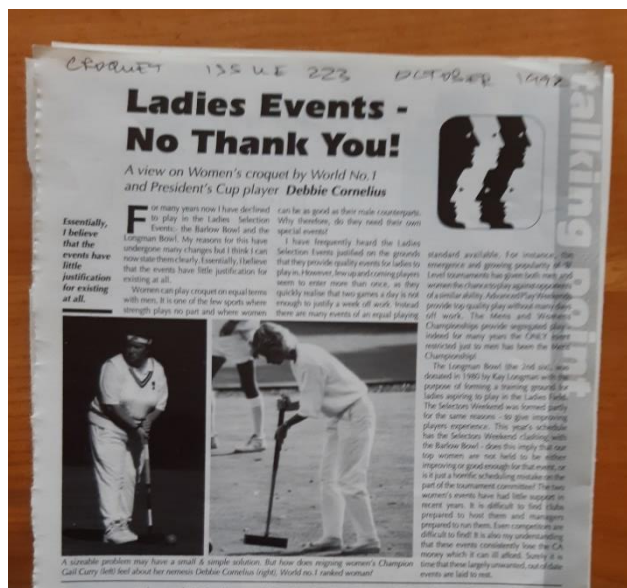 CROQUET ISSUE 223 OCTOBER 1992
talking point
Ladies Events -
No Thank You!
A view on Women's croquet by World No.1
and President's Cup player Debbie Cornelius
Essentially,
I believe
that the
events have
little
justification
for existing
at all.
For many years now I have declined
to play in the Ladies Selection
Events - the Barlow Bowl and the
Longman Bowl. My reasons for this have
undergone many changes but I think I can
now state them clearly. Essentially, I believe
that the events have little justification for
existing at all.
Women can play croquet on equal terms
with men. It is one of the few sports where
strength plays no part and where women
can be as good as their male counterparts.
Why therefore, do they need their own
special events?
I have frequently heard the Ladies
Selection Events justified on the grounds
that they provide quality events for ladies to
play in. However, few up and coming players
seem to enter more than once, as they
quickly realise that two games a day is not
enough to justify a week off work. Instead
there are many events of an equal playing
standard available. For instance, the
emergence and growing popularity of
Level tournaments has given both men and
women the chance to play against opponents
of a similar ability. Advanced Play Weekends
provide top quality play without many days
off work. The Mens and Womens
Championships provide segregated play,
indeed for many years the ONLY event
restricted just to men has been the Mens
Championship!
The Longman Bowl (the 2nd was
donated in 1980 by Kay Longman with the
purpose of forming a training ground for
ladies aspiring to play in the Ladies Field.
The Selectors Weekend was formed partly
for the same reasons - to give improving
players experience. This year's schedule
has the Selectors Weekend clashing with
the Barlow Bowl - does this imply that our
top women are not held to be either
improving or good enough for that event, or
is it just a horrific scheduling mistake on the
part of the tournament committee? The two
women's events have had little support in
recent years. It is difficult to find clubs
prepared to host them and managers
prepared to run them. Even competitors are
difficult to find! It is also my understanding
that these events consistently lose the CA
money which it can ill afford. Surely it is
time that these largely unwanted, out of date
events are laid to rest.
A sizeable problem may have a small & simple solution. But how does reigning women's Champion
Gail Curry (left) feel about her nemesis Debbie Cornelius (right), World no.1 ranked woman?